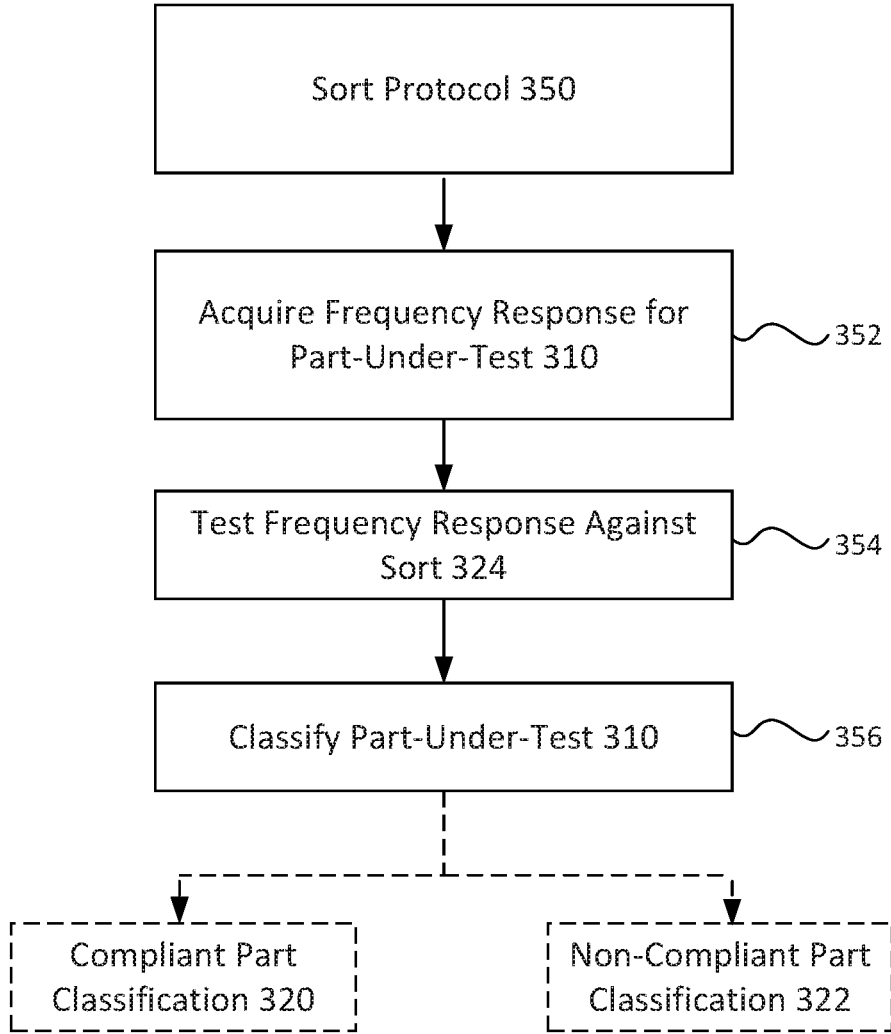 Sort Protocol 350
Acquire Frequency Response for
Part-Under-Test 310
352
Test Frequency Response Against
Sort 324
354
Classify Part-Under-Test 310
356
Compliant Part
Classification 320
Non-Compliant Part
Classification 322